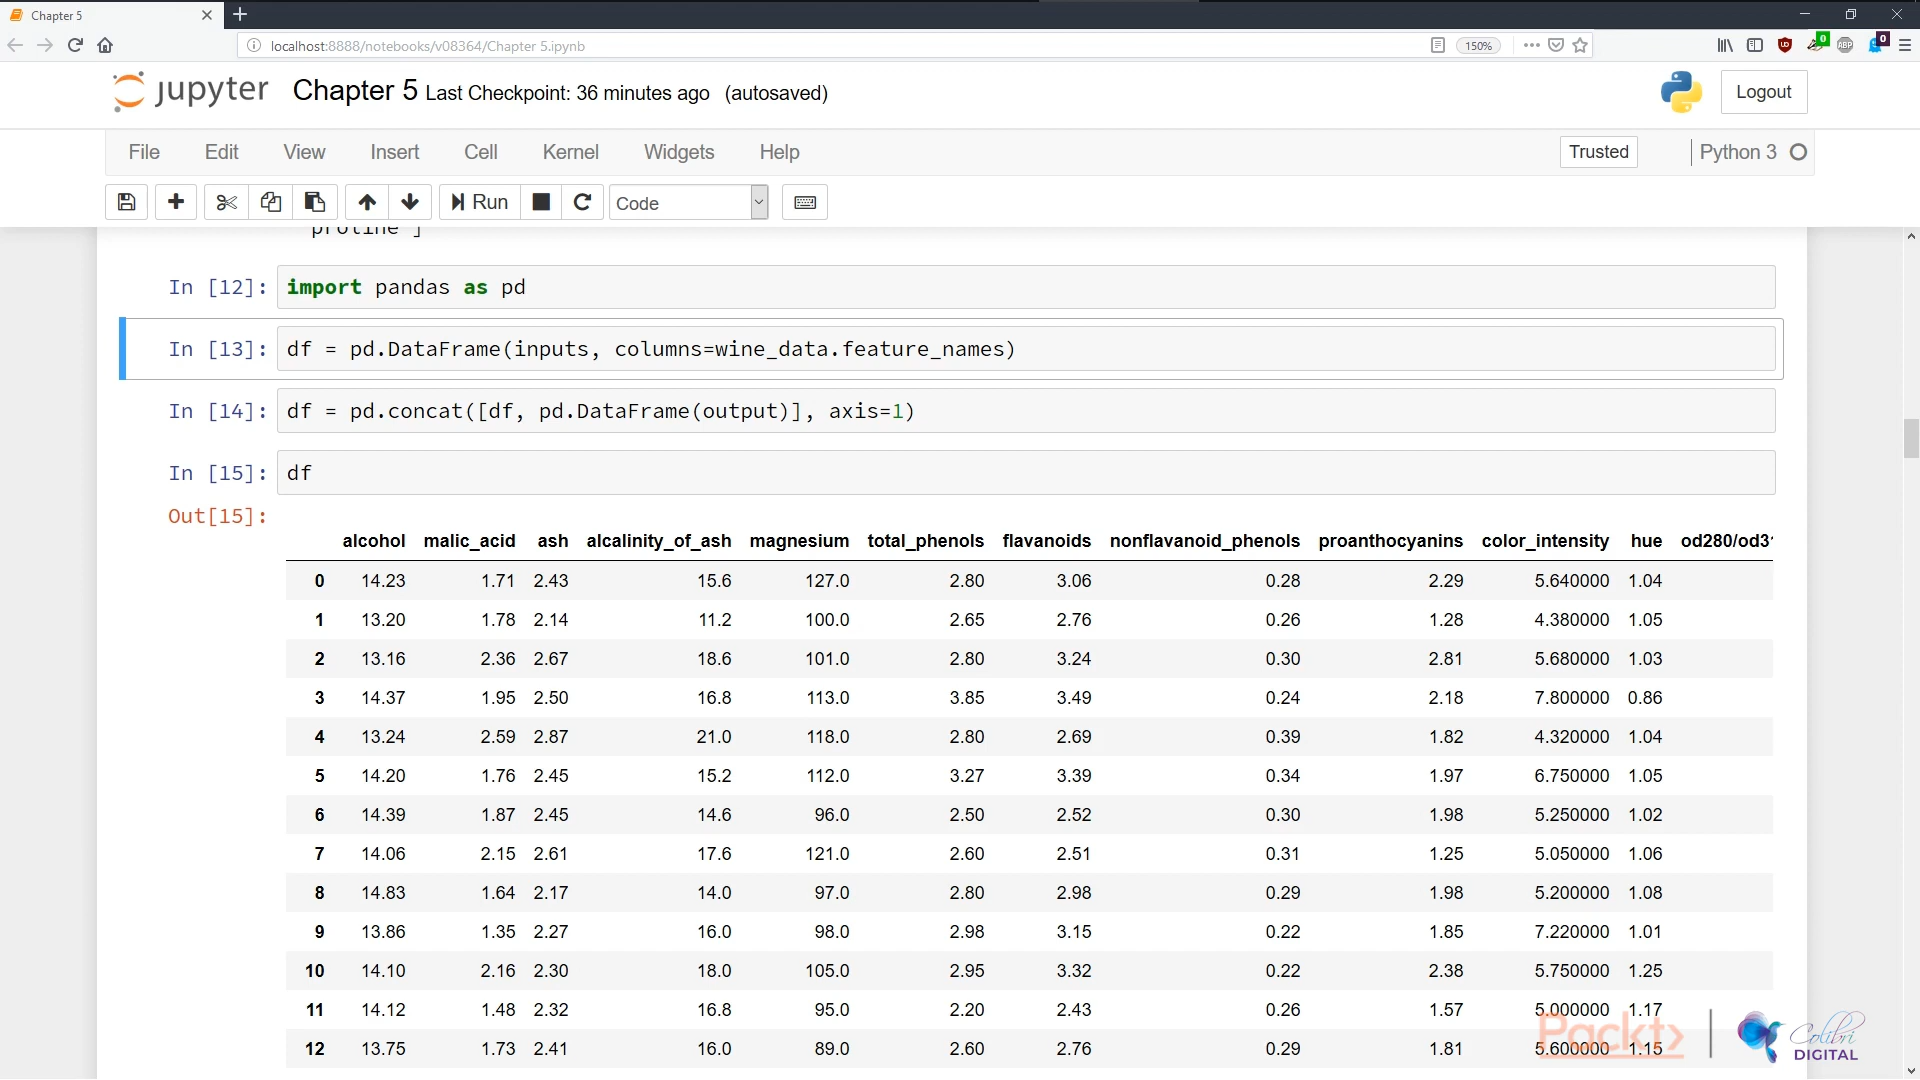 Chapter 5
localhost:8888/notebooks/v08364/Chapter 5.ipynb
150%
0
ABP
0
jupyter Chapter 5 Last Checkpoint: 36 minutes ago (autosaved)
Logout
File Edit View Insert Cell Kernel Widgets Help
Trusted
Python 3
Run
Code
proline']
In [12]: import pandas as pd
In [13]: df = pd.DataFrame(inputs, columns=wine_data.feature_names)
In [14]: df = pd.concat([df, pd.DataFrame(output)], axis=1)
In [15]: df
Out[15]:
alcohol malic_acid ash alcalinity_of_ash magnesium total_phenols flavanoids nonflavanoid_phenols proanthocyanins color_intensity hue od280/od3
0 14.23 1.71 2.43 15.6 127.0 2.80 3.06 0.28 2.29 5.640000 1.04
1 13.20 1.78 2.14 11.2 100.0 2.65 2.76 0.26 1.28 4.380000 1.05
2 13.16 2.36 2.67 18.6 101.0 2.80 3.24 0.30 2.81 5.680000 1.03
3 14.37 1.95 2.50 16.8 113.0 3.85 3.49 0.24 2.18 7.800000 0.86
4 13.24 2.59 2.87 21.0 118.0 2.80 2.69 0.39 1.82 4.320000 1.04
5 14.20 1.76 2.45 15.2 112.0 3.27 3.39 0.34 1.97 6.750000 1.05
6 14.39 1.87 2.45 14.6 96.0 2.50 2.52 0.30 1.98 5.250000 1.02
7 14.06 2.15 2.61 17.6 121.0 2.60 2.51 0.31 1.25 5.050000 1.06
8 14.83 1.64 2.17 14.0 97.0 2.80 2.98 0.29 1.98 5.200000 1.08
9 13.86 1.35 2.27 16.0 98.0 2.98 3.15 0.22 1.85 7.220000 1.01
10 14.10 2.16 2.30 18.0 105.0 2.95 3.32 0.22 2.38 5.750000 1.25
11 14.12 1.48 2.32 16.8 95.0 2.20 2.43 0.26 1.57 5.000000 1.17
12 13.75 1.73 2.41 16.0 89.0 2.60 2.76 0.29 1.81 5.600000 1.15
Packt>
Colibri
DIGITAL